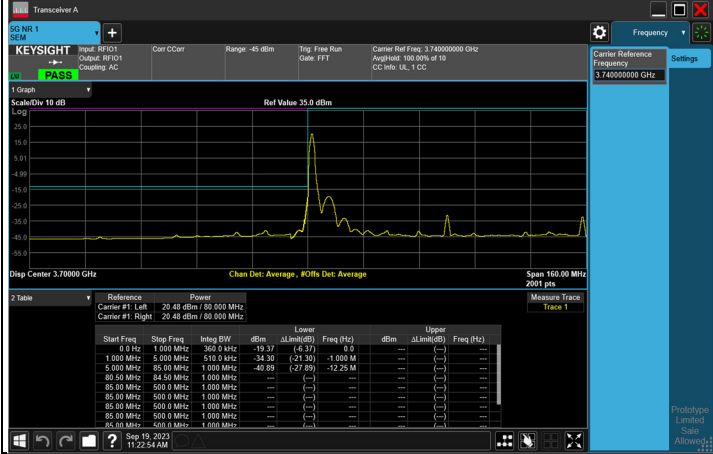 Transceiver A
5G NR 1
SEM
Frequency
KEYSIGHT
Input: RFIO1
Output: RFIO1
Coupling: AC
Corr CCorr
Range: -45 dBm
Trig: Free Run
Gate: FFT
Carrier Ref Freq: 3.740000000 GHz
Avg|Hold: 100.00% of 10
CC Info: UL, 1 CC
PASS
Carrier Reference
Frequency
3.740000000 GHz
Settings
1 Graph
Scale/Div 10 dB
Ref Value 35.0 dBm
Log
25.0
15.0
5.01
-4.99
-15.0
-25.0
-35.0
-45.0
-55.0
Disp Center 3.70000 GHz
Chan Det: Average , #Offs Det: Average
Span 160.00 MHz
2001 pts
2 Table
Reference Power
Carrier #1: Left 20.48 dBm / 80.000 MHz
Carrier #1: Right 20.48 dBm / 80.000 MHz
Measure Trace
Trace 1
Lower Upper
Start Freq Stop Freq Integ BW dBm ΔLimit(dB) Freq (Hz) dBm ΔLimit(dB) Freq (Hz)
0.0 Hz 1.000 MHz 360.0 kHz -19.37 (-6.37) 0.0 --- (---) ---
1.000 MHz 5.000 MHz 510.0 kHz -34.30 (-21.30) -1.000 M --- (---) ---
5.000 MHz 85.00 MHz 1.000 MHz -40.89 (-27.89) -12.25 M --- (---) ---
80.50 MHz 84.50 MHz 1.000 MHz --- (---) --- --- (---) ---
85.00 MHz 500.0 MHz 1.000 MHz --- (---) --- --- (---) ---
85.00 MHz 500.0 MHz 1.000 MHz --- (---) --- --- (---) ---
85.00 MHz 500.0 MHz 1.000 MHz --- (---) --- --- (---) ---
85.00 MHz 500.0 MHz 1.000 MHz --- (---) --- --- (---) ---
85.00 MHz 500.0 MHz 1.000 MHz --- (---) --- --- (---) ---
Sep 19, 2023
11:22:54 AM
Prototype
Limited
Sale
Allowed